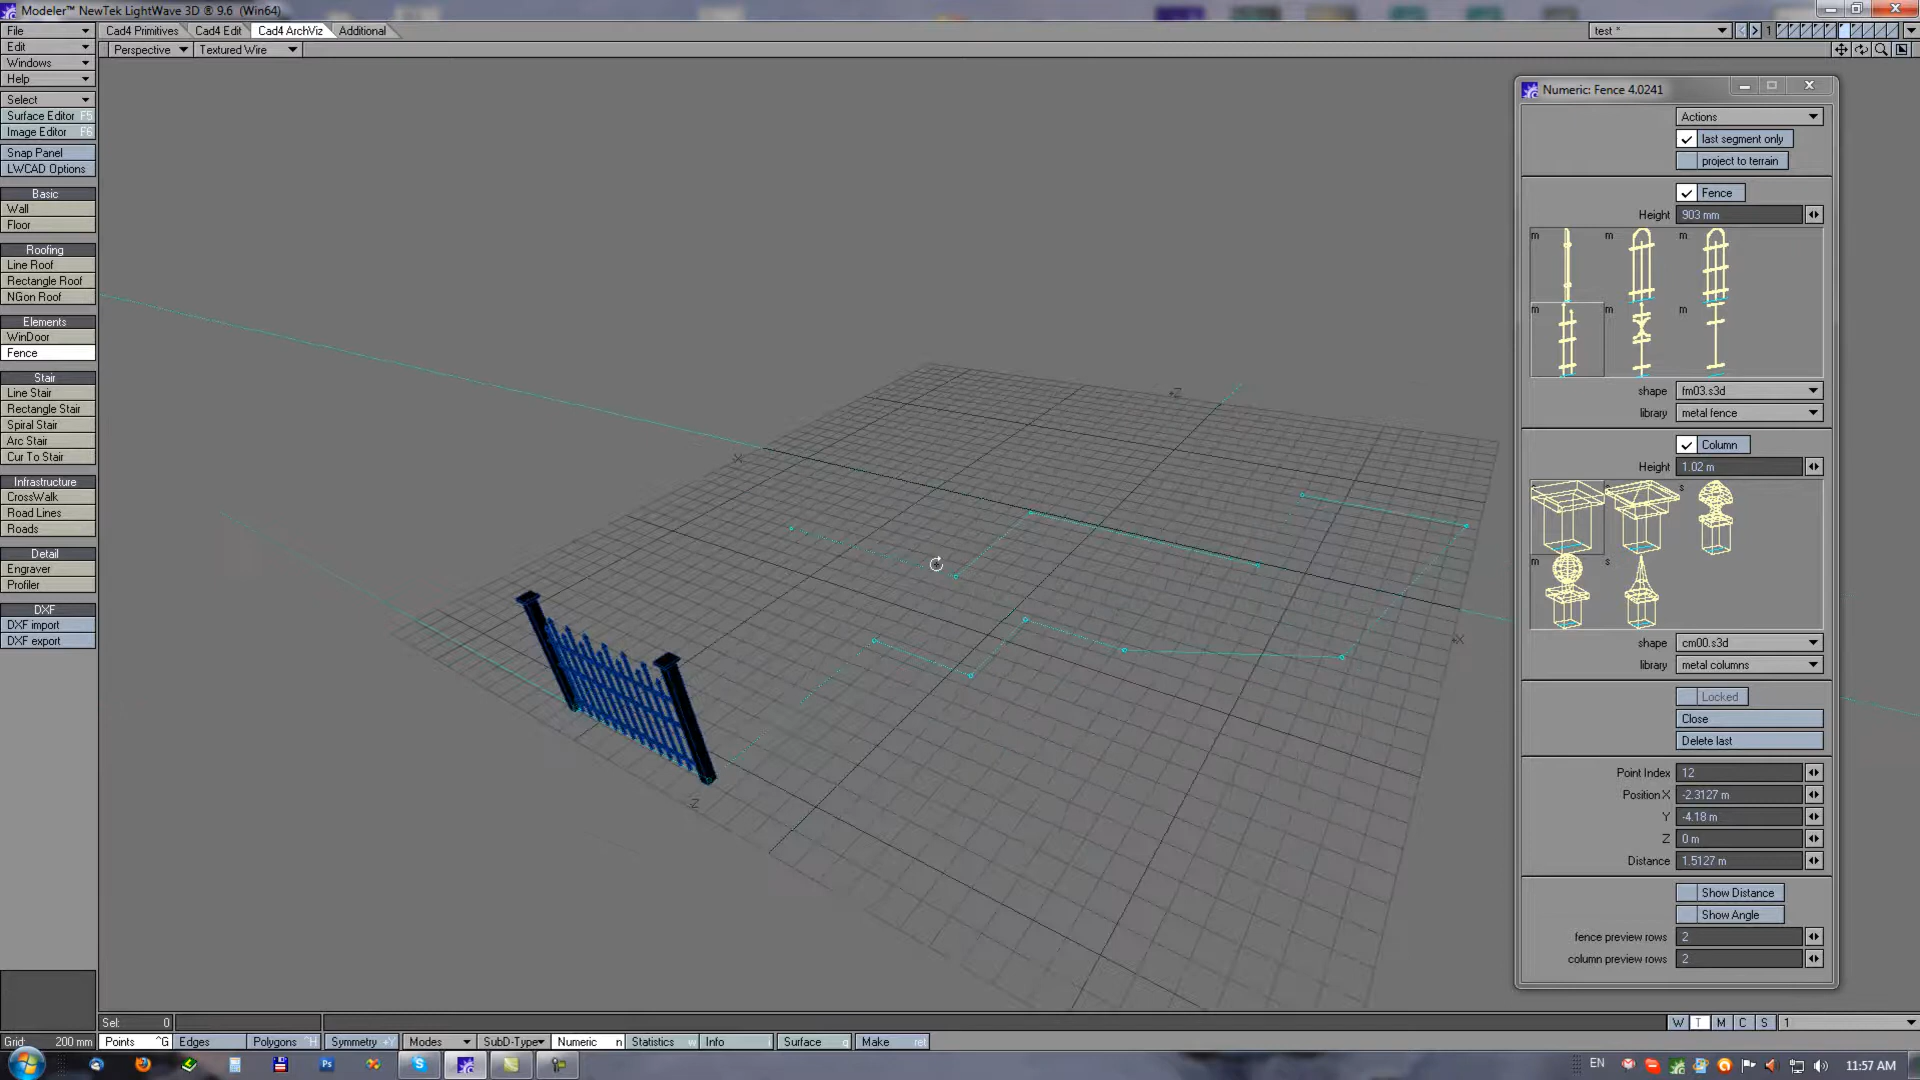 Modeler™ NewTek LightWave 3D ® 9.6 (Win64)
File
Edit
Windows
Help
Select
Surface Editor F5
Image Editor F6
Snap Panel
LWCAD Options
Basic
Wall
Floor
Roofing
Line Roof
Rectangle Roof
NGon Roof
Elements
WinDoor
Fence
Stair
Line Stair
Rectangle Stair
Spiral Stair
Arc Stair
Cur To Stair
Infrastructure
CrossWalk
Road Lines
Roads
Detail
Engraver
Profiler
DXF
DXF import
DXF export
Cad4 Primitives
Cad4 Edit
Cad4 ArchViz
Additional
test *
1
Perspective
Textured Wire
Z
X
X
Z
Numeric: Fence 4.0241
Actions
last segment only
project to terrain
Fence
Height 903 mm
m m m
m m m
shape fm03.s3d
library metal fence
Column
Height 1.02 m
s s
m s
shape cm00.s3d
library metal columns
Locked
Close
Delete last
Point Index 12
Position X -2.3127 m
Y -4.18 m
Z 0 m
Distance 1.5127 m
Show Distance
Show Angle
fence preview rows 2
column preview rows 2
Sel: 0
W T M C S 1
Grid: 200 mm
Points ^G
Edges
Polygons ^H
Symmetry +Y
Modes
SubD-Type
Numeric n
Statistics w
Info i
Surface q
Make ret
EN
11:57 AM